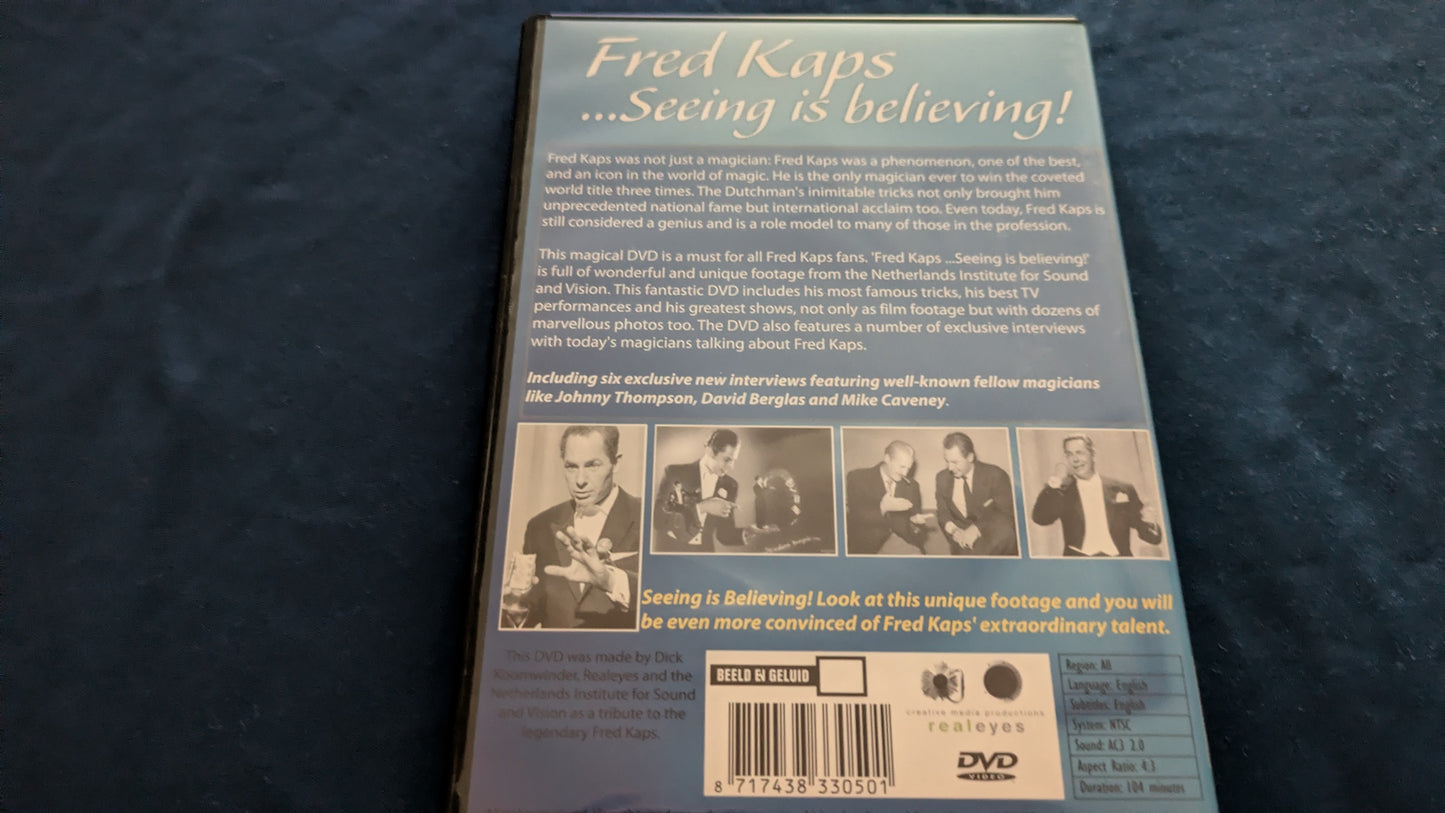 Fred Kaps
...Seeing is believing!
Fred Kaps was not just a magician: Fred Kaps was a phenomenon, one of the best,
and an icon in the world of magic. He is the only magician ever to win the coveted
world title three times. The Dutchman's inimitable tricks not only brought him
unprecedented national fame but international acclaim too. Even today, Fred Kaps is
still considered a genius and is a role model to many of those in the profession.
This magical DVD is a must for all Fred Kaps fans. 'Fred Kaps ...Seeing is believing!'
is full of wonderful and unique footage from the Netherlands Institute for Sound
and Vision. This fantastic DVD includes his most famous tricks, his best TV
performances and his greatest shows, not only as film footage but with dozens of
marvellous photos too. The DVD also features a number of exclusive interviews
with today's magicians talking about Fred Kaps.
Including six exclusive new interviews featuring well-known fellow magicians
like Johnny Thompson, David Berglas and Mike Caveney.
Seeing is Believing! Look at this unique footage and you will
be even more convinced of Fred Kaps' extraordinary talent.
This DVD was made by Dick
Koornwinder, Realeyes and the
Netherlands Institute for Sound
and Vision as a tribute to the
legendary Fred Kaps.
BEELD EN GELUID
8 717438 330501
creative media productions
realeyes
DVD
VIDEO
Region: All
Language: English
Subtitles: English
System: NTSC
Sound: AC3 2.0
Aspect Ratio: 4:3
Duration: 104 minutes